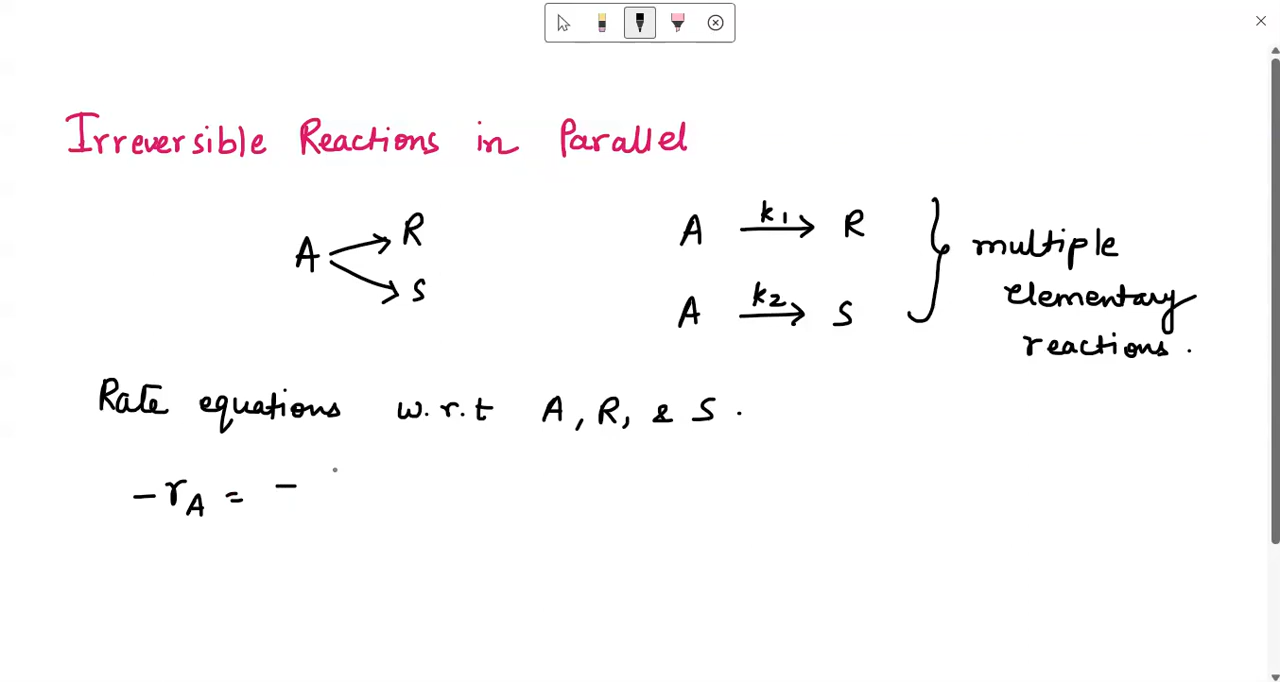 Irreversible Reactions in Parallel
A → R
→ S
A —k1→ R
A —k2→ S
multiple
elementary
reactions.
Rate equations w.r.t A, R, & S.
-rA = -